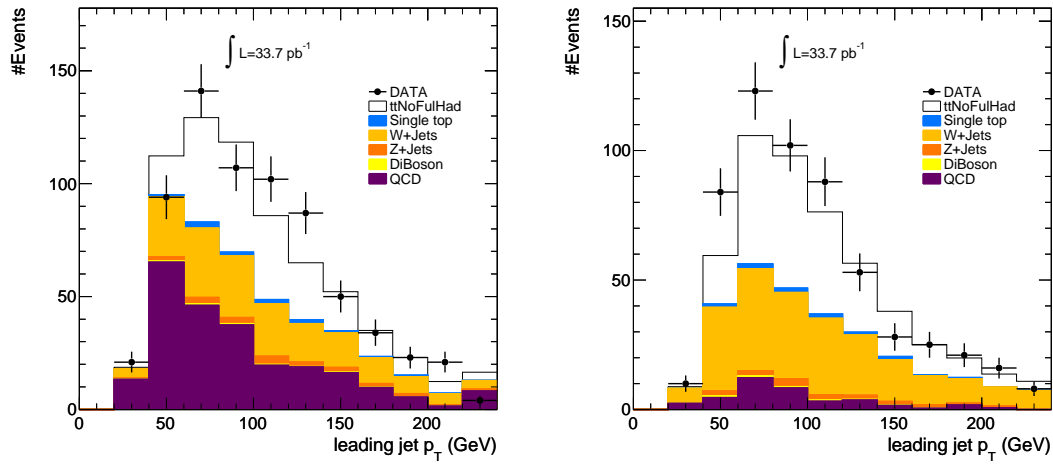 #Events
∫ L=33.7 pb⁻¹
DATA
ttNoFulHad
Single top
W+Jets
Z+Jets
DiBoson
QCD
150
100
50
0
0 50 100 150 200
leading jet p_T (GeV)
#Events
∫ L=33.7 pb⁻¹
DATA
ttNoFulHad
Single top
W+Jets
Z+Jets
DiBoson
QCD
150
100
50
0
0 50 100 150 200
leading jet p_T (GeV)